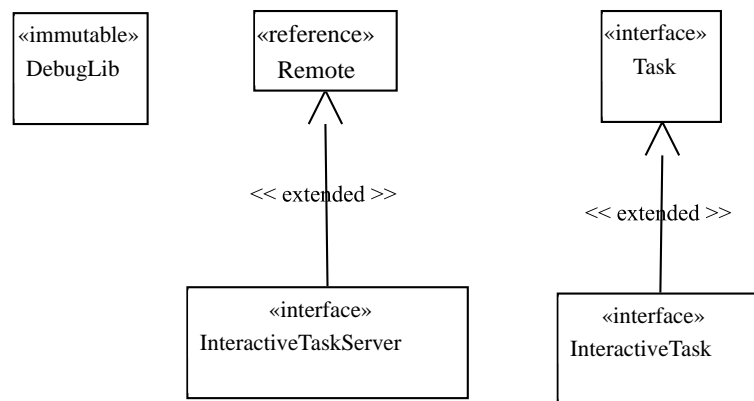 «immutable»
DebugLib
«reference»
Remote
«interface»
Task
<< extended >>
<< extended >>
«interface»
InteractiveTaskServer
«interface»
InteractiveTask